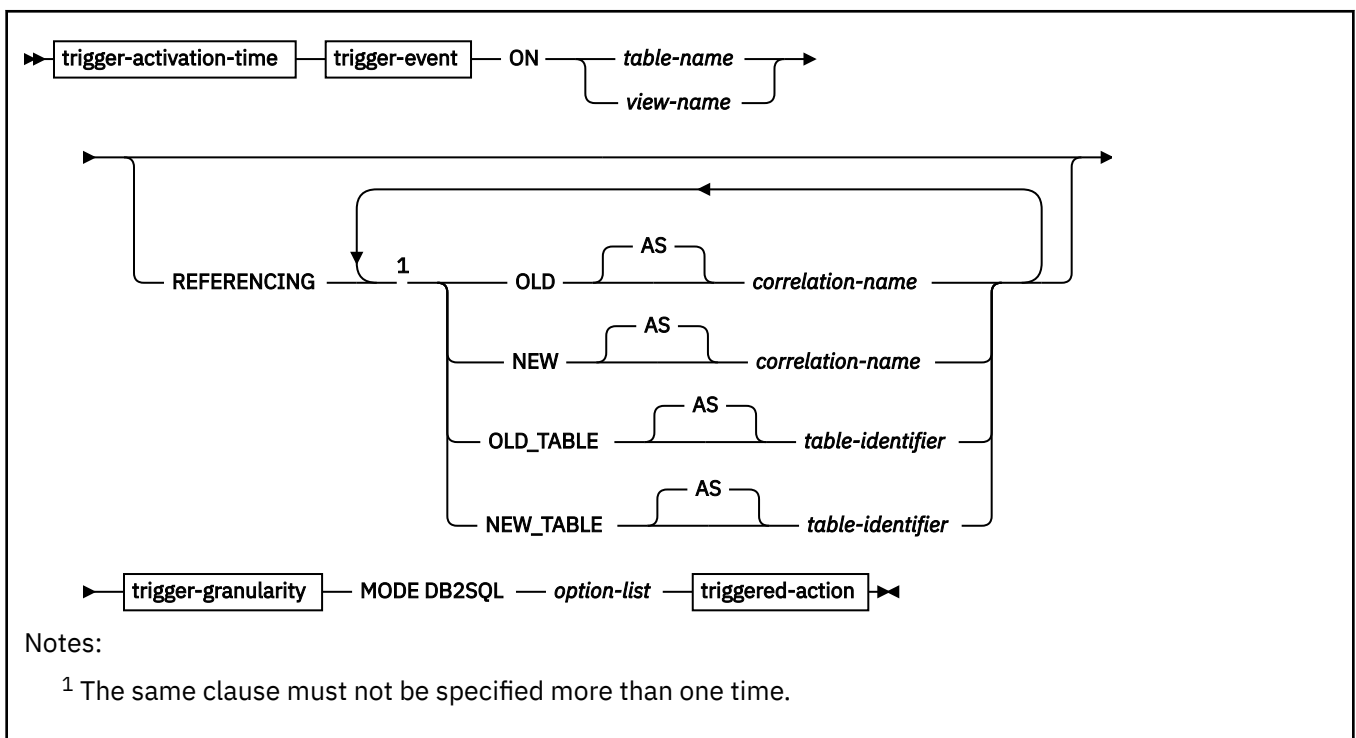 trigger-activation-time trigger-event ON table-name
view-name
AS
REFERENCING 1 OLD correlation-name
AS
NEW correlation-name
AS
OLD_TABLE table-identifier
AS
NEW_TABLE table-identifier
trigger-granularity MODE DB2SQL option-list triggered-action
Notes:
1 The same clause must not be specified more than one time.